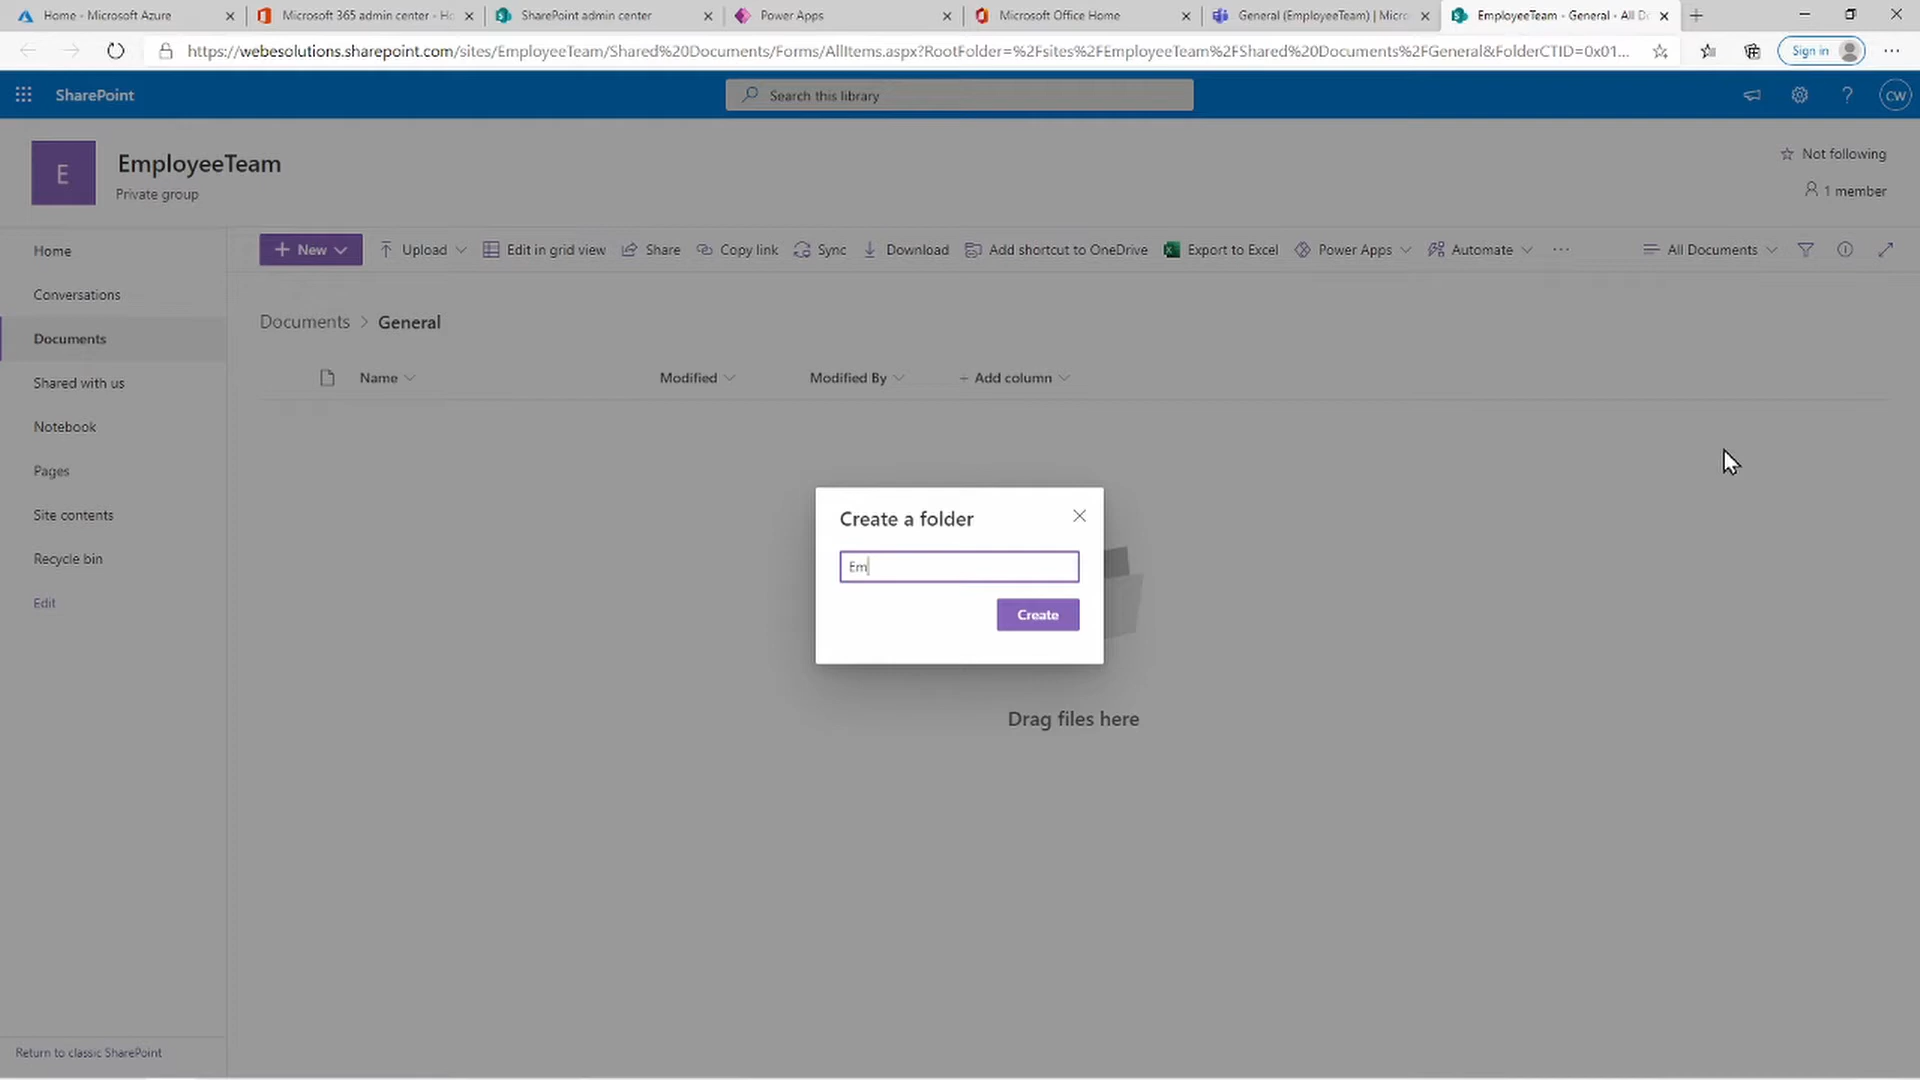 Home - Microsoft Azure
Microsoft 365 admin center - Ho
SharePoint admin center
Power Apps
Microsoft Office Home
General (EmployeeTeam) | Micro
EmployeeTeam - General - All Do
https://webesolutions.sharepoint.com/sites/EmployeeTeam/Shared%20Documents/Forms/AllItems.aspx?RootFolder=%2Fsites%2FEmployeeTeam%2FShared%20Documents%2FGeneral&FolderCTID=0x01...
Sign in
SharePoint
Search this library
CW
E
EmployeeTeam
Private group
Not following
1 member
Home
Conversations
Documents
Shared with us
Notebook
Pages
Site contents
Recycle bin
Edit
Return to classic SharePoint
+ New
Upload
Edit in grid view
Share
Copy link
Sync
Download
Add shortcut to OneDrive
Export to Excel
Power Apps
Automate
...
All Documents
Documents > General
Name
Modified
Modified By
+ Add column
Create a folder
Em
Create
Drag files here